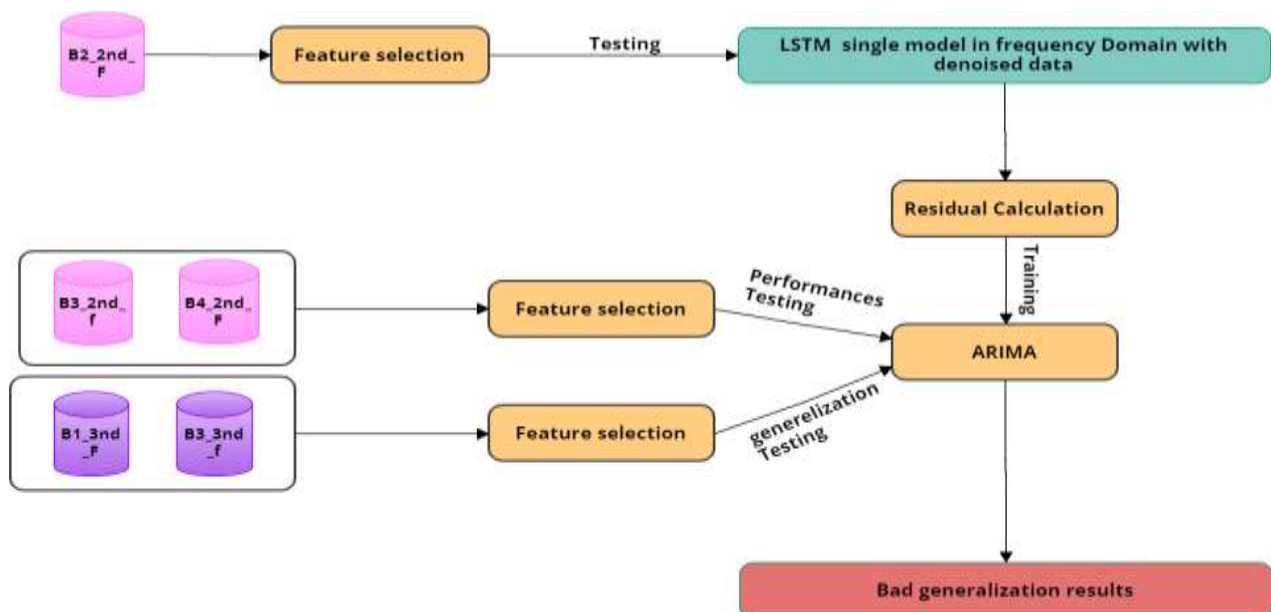 B2_2nd_
F
Feature selection
Testing
LSTM single model in frequency Domain with
denoised data
Residual Calculation
Training
B3_2nd_
f
B4_2nd_
F
Feature selection
Performances
Testing
ARIMA
B1_3nd
_F
B3_3nd
_f
Feature selection
generelization
Testing
Bad generalization results